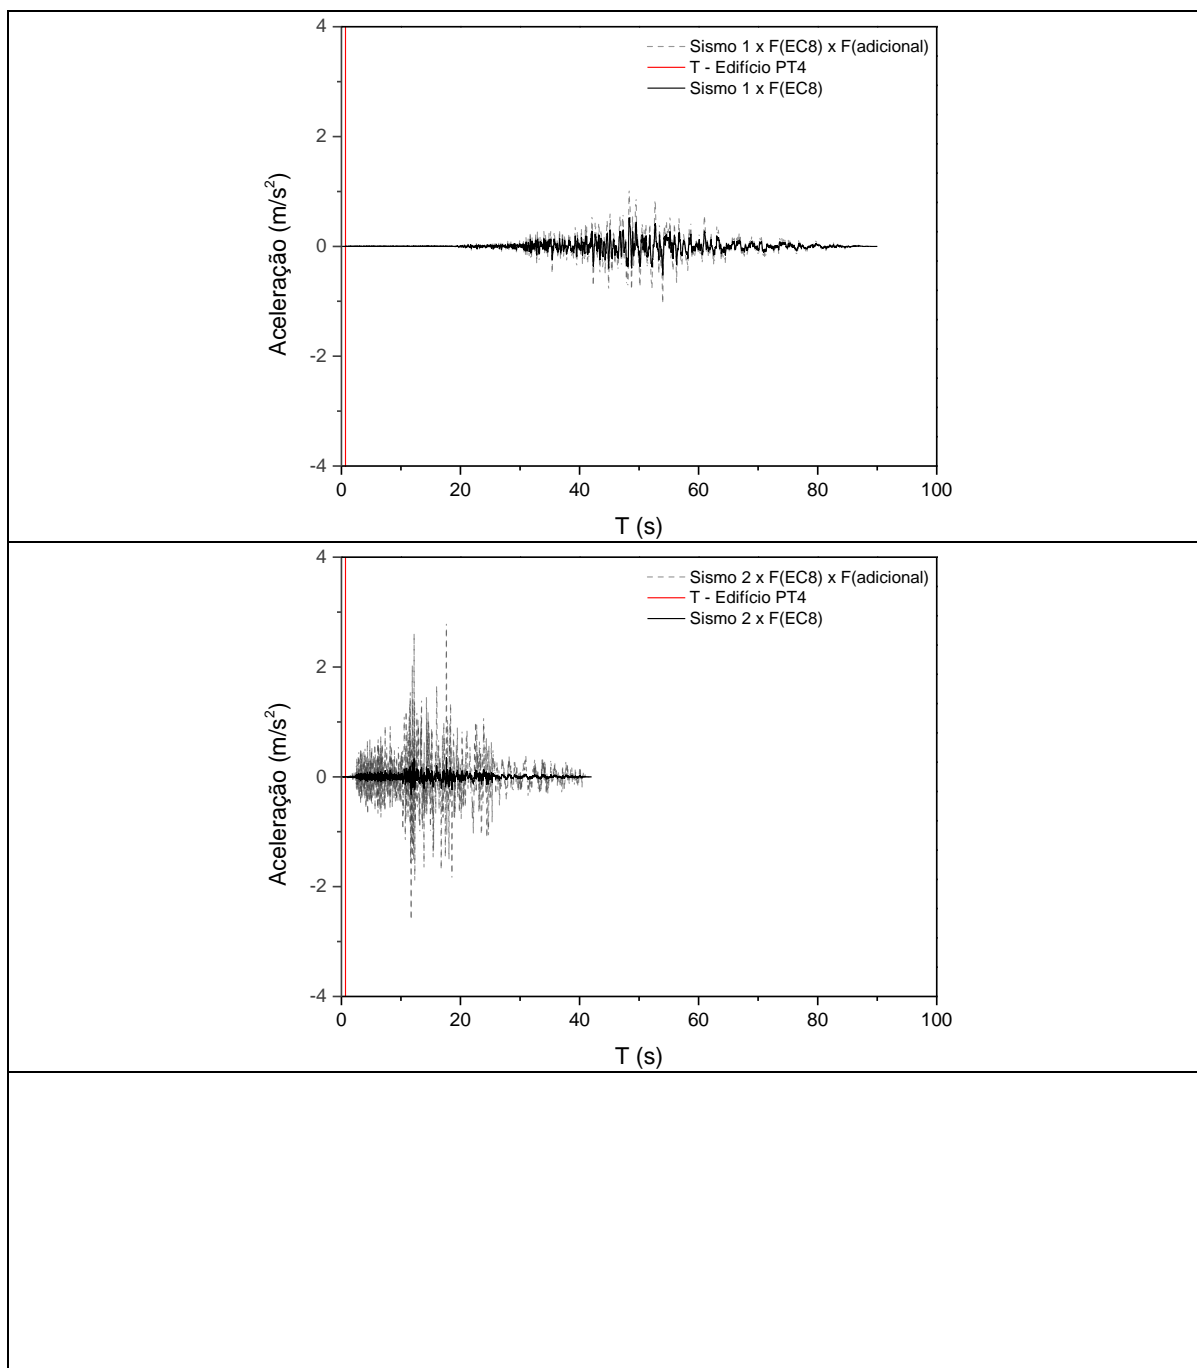 4
2
0
-2
-4
Aceleração (m/s²)
Sismo 1 x F(EC8) x F(adicional)
T - Edifício PT4
Sismo 1 x F(EC8)
0 20 40 60 80 100
T (s)
4
2
0
-2
-4
Aceleração (m/s²)
Sismo 2 x F(EC8) x F(adicional)
T - Edifício PT4
Sismo 2 x F(EC8)
0 20 40 60 80 100
T (s)